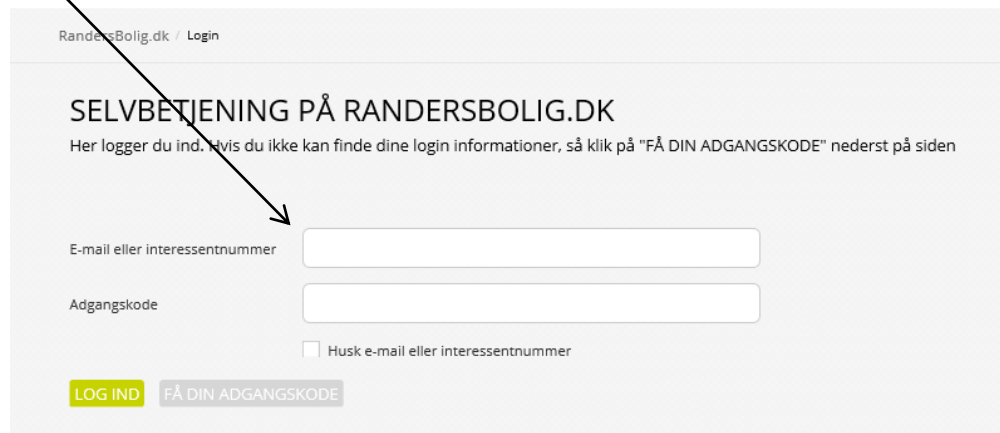 RandersBolig.dk / Login
SELVBETJENING PÅ RANDERSBOLIG.DK
Her logger du ind. Hvis du ikke kan finde dine login informationer, så klik på "FÅ DIN ADGANGSKODE" nederst på siden
E-mail eller interessentnummer
Adgangskode
Husk e-mail eller interessentnummer
LOG IND FÅ DIN ADGANGSKODE